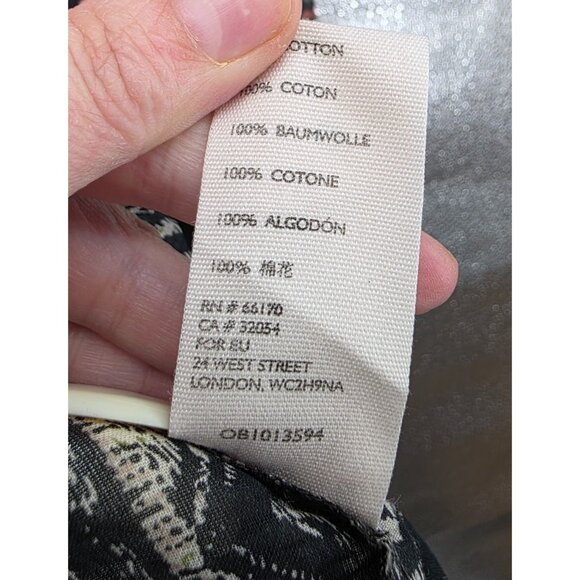 COTTON
100% COTON
100% BAUMWOLLE
100% COTONE
100% ALGODÓN
100% 棉花
RN # 66170
CA # 32054
FOR EU
24 WEST STREET
LONDON, WC2H9NA
OB1013594